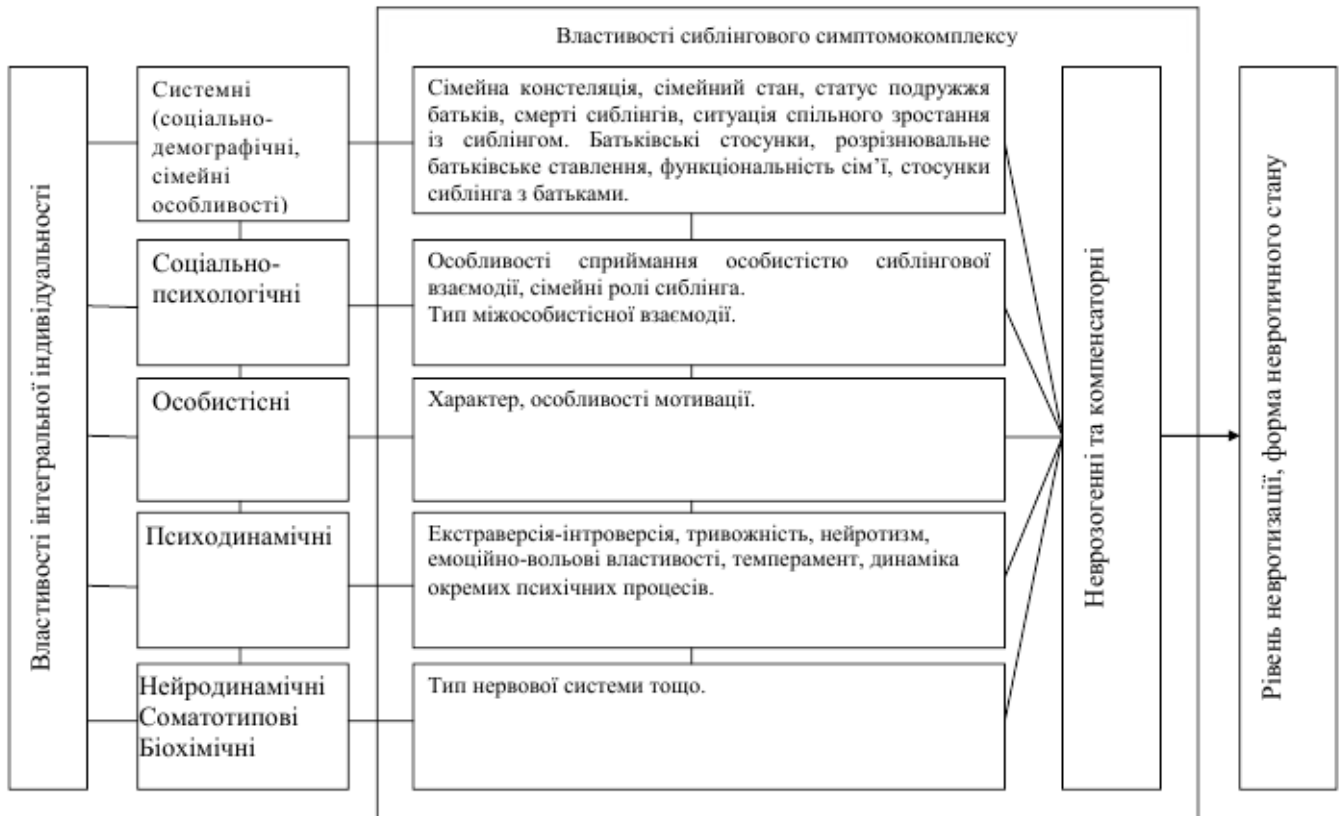 Властивості сиблінгового симптомокомплексу
Властивості інтегральної індивідуальності
Системні
(соціально-
демографічні,
сімейні
особливості)
Сімейна констеляція, сімейний стан, статус подружжя
батьків, смерті сиблінгів, ситуація спільного зростання
із сиблінгом. Батьківські стосунки, розрізнювальне
батьківське ставлення, функціональність сім’ї, стосунки
сиблінга з батьками.
Соціально-
психологічні
Особливості сприймання особистістю сиблінгової
взаємодії, сімейні ролі сиблінга.
Тип міжособистісної взаємодії.
Особистісні
Характер, особливості мотивації.
Психодинамічні
Екстраверсія-інтроверсія, тривожність, нейротизм,
емоційно-вольові властивості, темперамент, динаміка
окремих психічних процесів.
Нейродинамічні
Соматотипові
Біохімічні
Тип нервової системи тощо.
Неврозогенні та компенсаторні
Рівень невротизації, форма невротичного стану